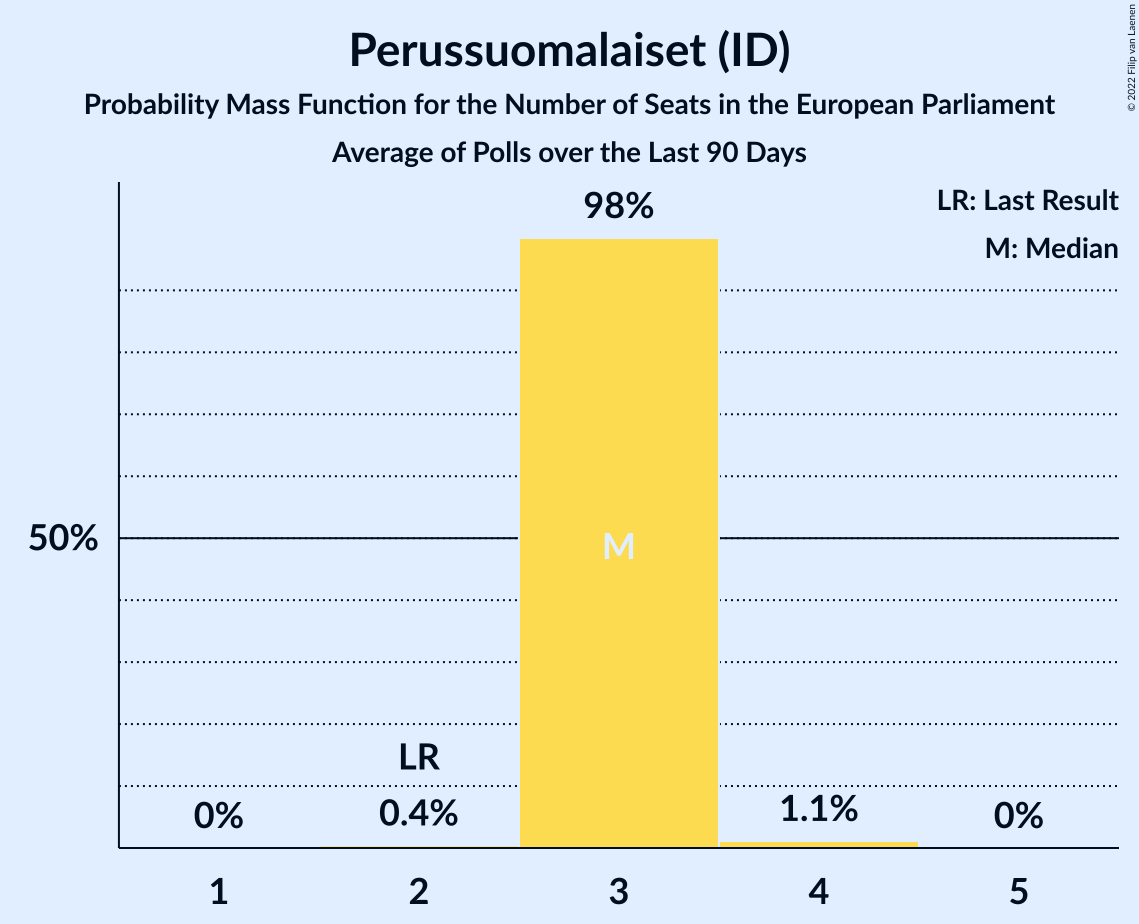 Perussuomalaiset (ID)
Probability Mass Function for the Number of Seats in the European Parliament
Average of Polls over the Last 90 Days
© 2022 Filip van Laenen
LR: Last Result
M: Median
98%
50%
M
LR
0%
0.4%
1.1%
0%
1
2
3
4
5